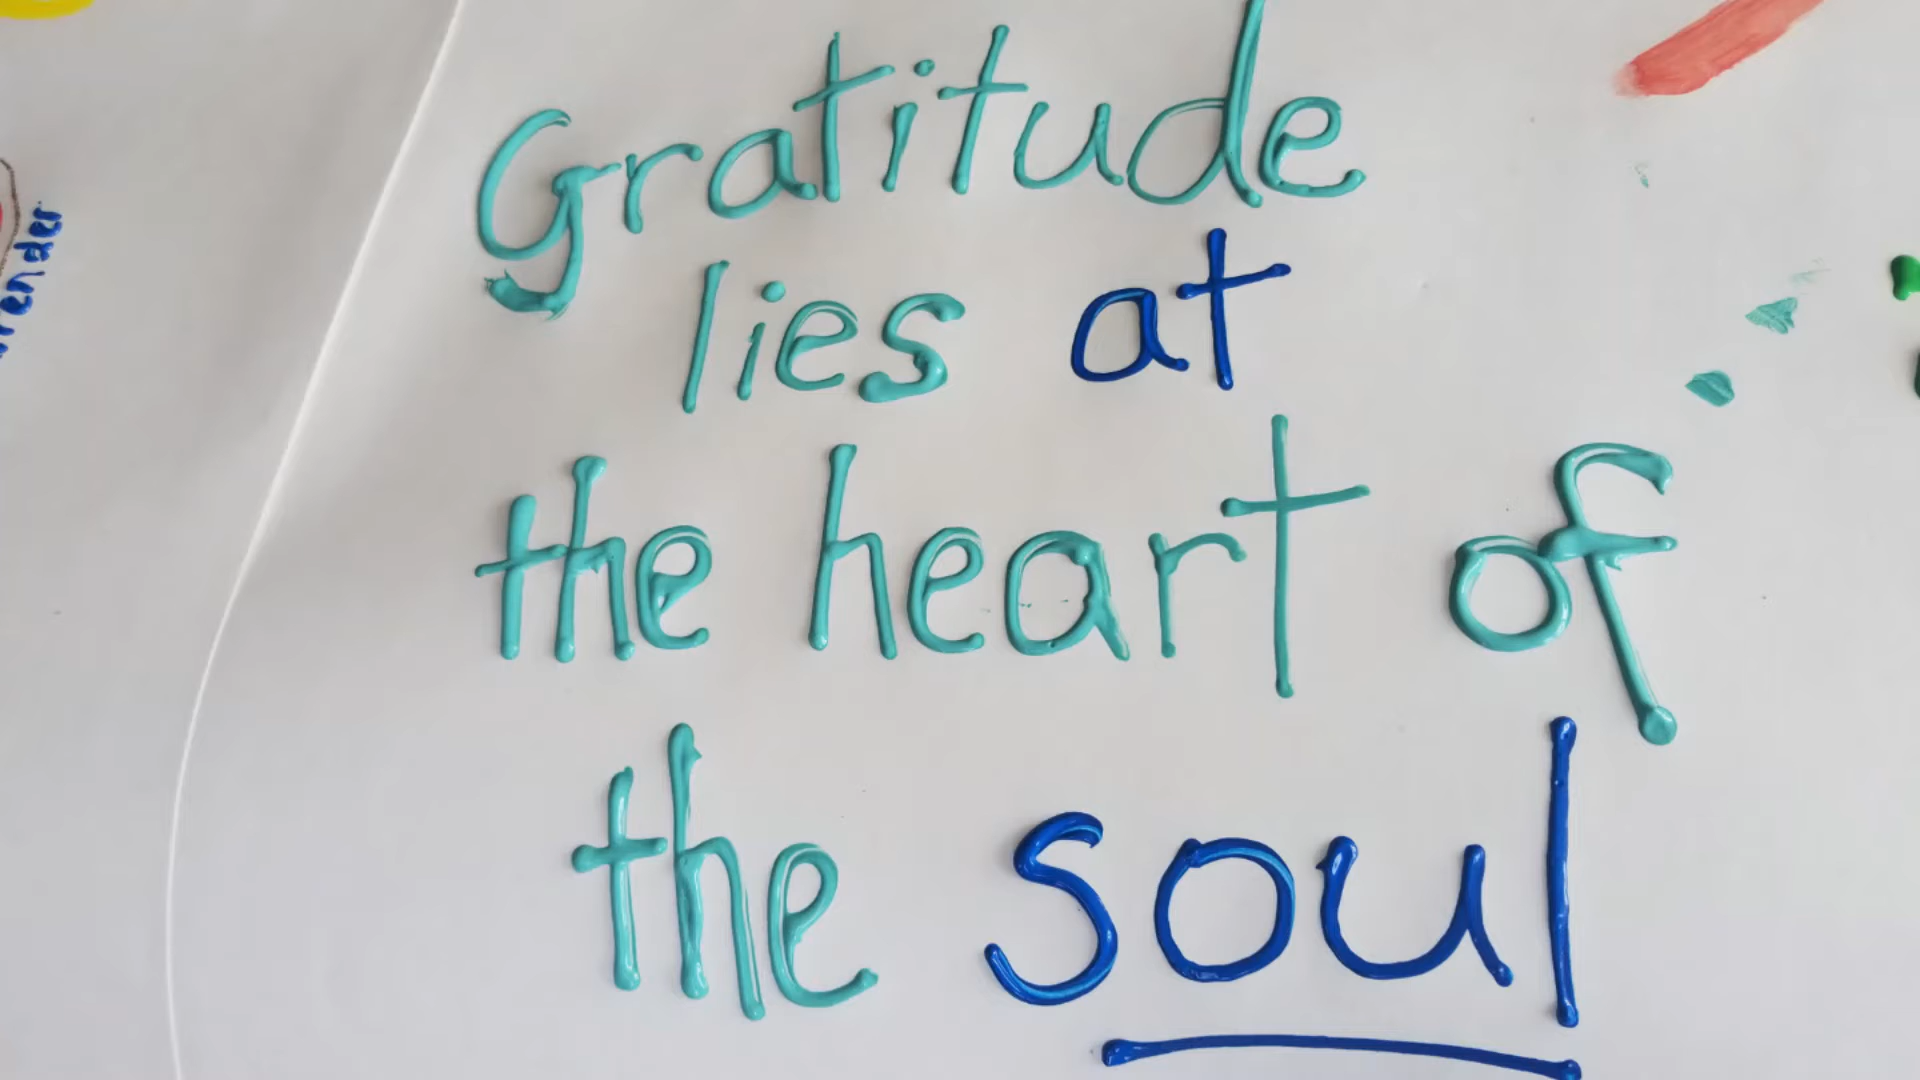 Gratitude
lies at
the heart of
the soul